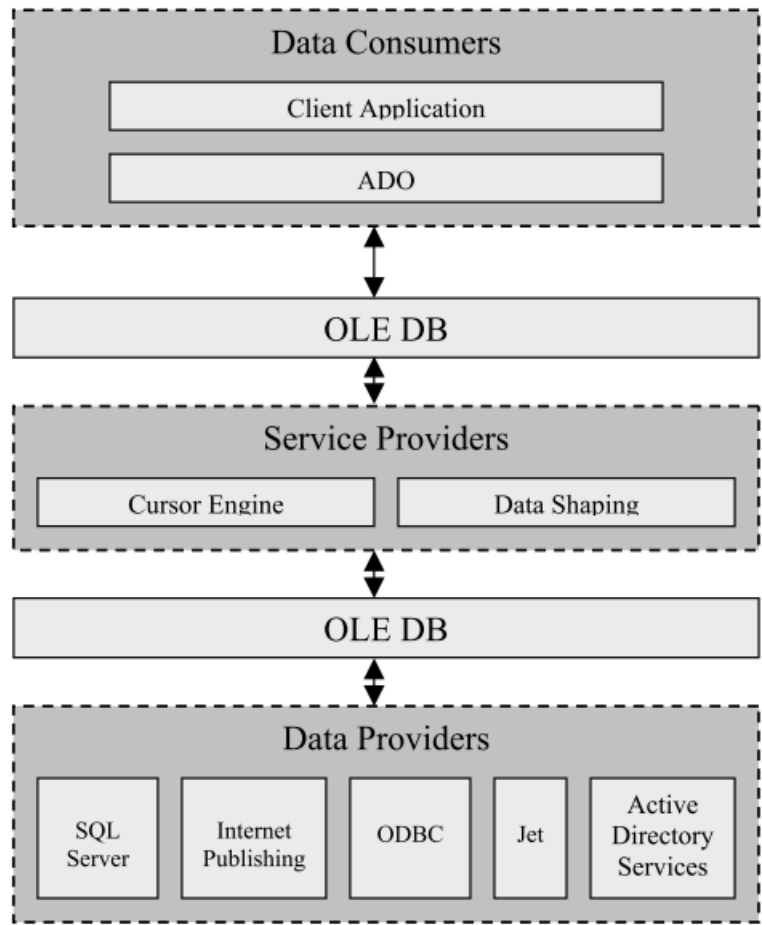 Data Consumers
Client Application
ADO
OLE DB
Service Providers
Cursor Engine
Data Shaping
OLE DB
Data Providers
SQL
Server
Internet
Publishing
ODBC
Jet
Active
Directory
Services